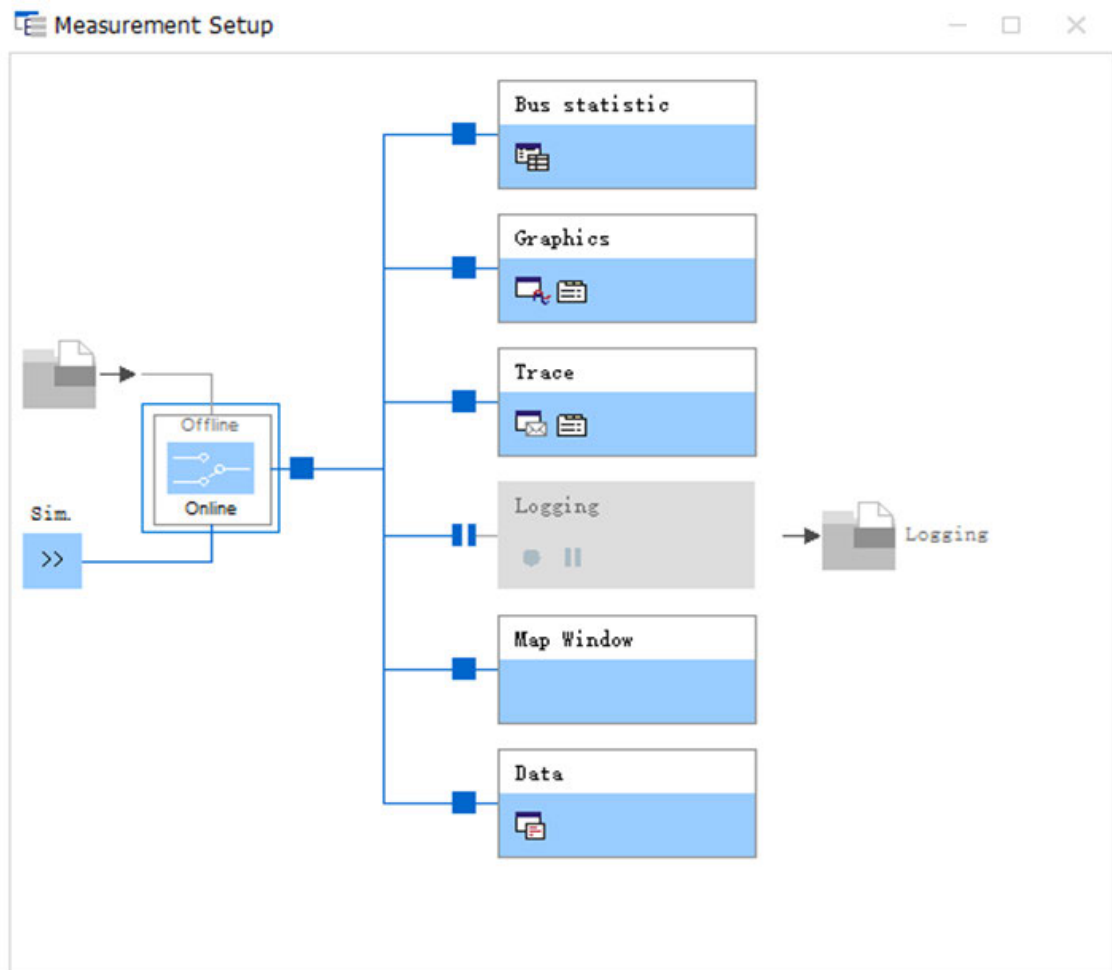 Measurement Setup
Bus statistic
Graphics
Trace
Offline
Online
Sim.
>>
Logging
Logging
Map Window
Data